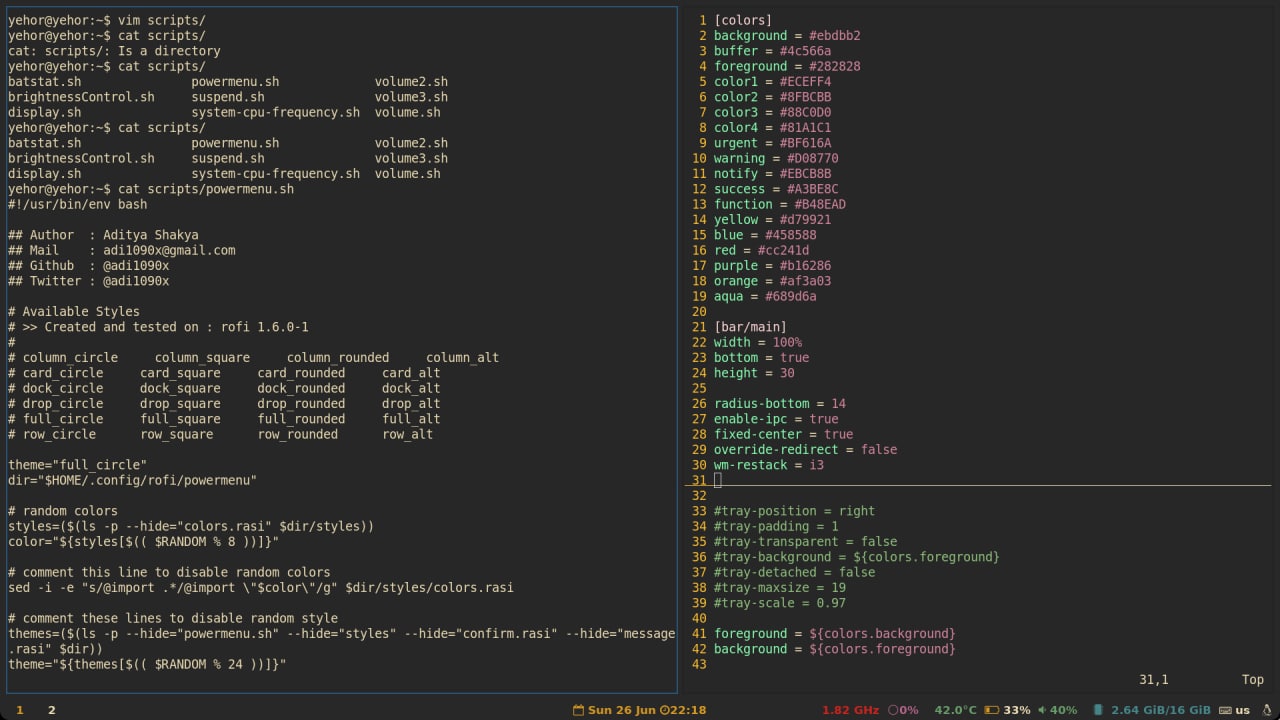 yehor@yehor:~$ vim scripts/
yehor@yehor:~$ cat scripts/
cat: scripts/: Is a directory
yehor@yehor:~$ cat scripts/
batstat.sh powermenu.sh volume2.sh
brightnessControl.sh suspend.sh volume3.sh
display.sh system-cpu-frequency.sh volume.sh
yehor@yehor:~$ cat scripts/
batstat.sh powermenu.sh volume2.sh
brightnessControl.sh suspend.sh volume3.sh
display.sh system-cpu-frequency.sh volume.sh
yehor@yehor:~$ cat scripts/powermenu.sh
#!/usr/bin/env bash

## Author  : Aditya Shakya
## Mail    : adi1090x@gmail.com
## Github  : @adi1090x
## Twitter : @adi1090x

# Available Styles
# >> Created and tested on : rofi 1.6.0-1
#
# column_circle     column_square     column_rounded     column_alt
# card_circle     card_square     card_rounded     card_alt
# dock_circle     dock_square     dock_rounded     dock_alt
# drop_circle     drop_square     drop_rounded     drop_alt
# full_circle     full_square     full_rounded     full_alt
# row_circle      row_square      row_rounded      row_alt

theme="full_circle"
dir="$HOME/.config/rofi/powermenu"

# random colors
styles=($(ls -p --hide="colors.rasi" $dir/styles))
color="${styles[$(( $RANDOM % 8 ))]}"

# comment this line to disable random colors
sed -i -e "s/@import .*/@import \"$color\"/g" $dir/styles/colors.rasi

# comment these lines to disable random style
themes=($(ls -p --hide="powermenu.sh" --hide="styles" --hide="confirm.rasi" --hide="message
.rasi" $dir))
theme="${themes[$(( $RANDOM % 24 ))]}"
1 [colors]
2 background = #ebdbb2
3 buffer = #4c566a
4 foreground = #282828
5 color1 = #ECEFF4
6 color2 = #8FBCBB
7 color3 = #88C0D0
8 color4 = #81A1C1
9 urgent = #BF616A
10 warning = #D08770
11 notify = #EBCB8B
12 success = #A3BE8C
13 function = #B48EAD
14 yellow = #d79921
15 blue = #458588
16 red = #cc241d
17 purple = #b16286
18 orange = #af3a03
19 aqua = #689d6a
20
21 [bar/main]
22 width = 100%
23 bottom = true
24 height = 30
25
26 radius-bottom = 14
27 enable-ipc = true
28 fixed-center = true
29 override-redirect = false
30 wm-restack = i3
31
32
33 #tray-position = right
34 #tray-padding = 1
35 #tray-transparent = false
36 #tray-background = ${colors.foreground}
37 #tray-detached = false
38 #tray-maxsize = 19
39 #tray-scale = 0.97
40
41 foreground = ${colors.background}
42 background = ${colors.foreground}
43
31,1 Top
1 2 Sun 26 Jun 22:18 1.82 GHz 0% 42.0°C 33% 40% 2.64 GiB/16 GiB us